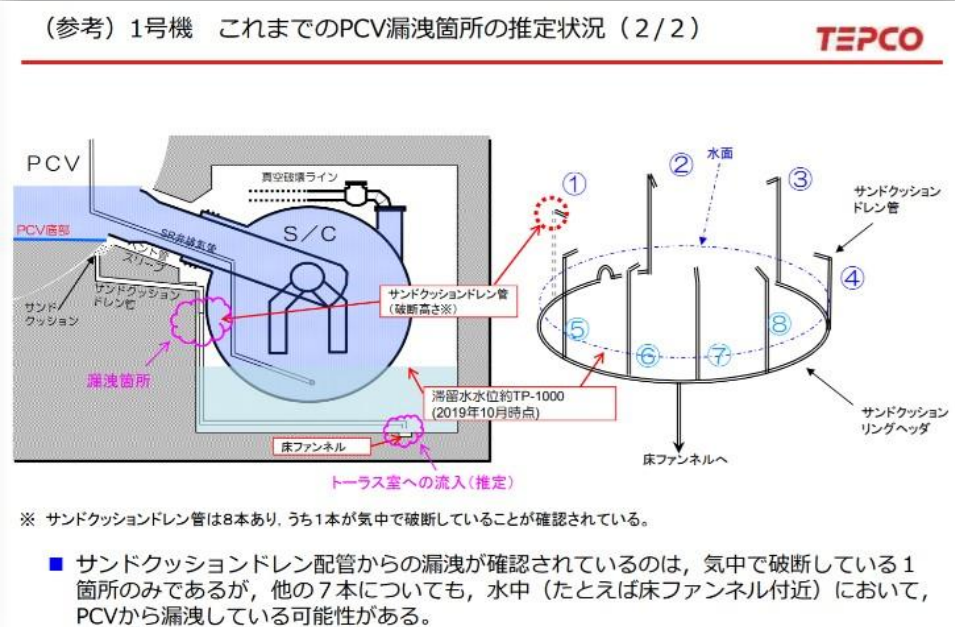 （参考）1号機　これまでのPCV漏洩箇所の推定状況（2/2）
TEPCO
PCV
真空破壊ライン
S/C
PCV底部
SR弁排気管
ベント管
スリーブ
サンドクッション
ドレン管
サンド
クッション
漏洩箇所
サンドクッションドレン管
（破断高さ※）
滞留水水位約TP-1000
(2019年10月時点)
床ファンネル
トーラス室への流入（推定）
①
②
水面
③
サンドクッション
ドレン管
④
⑤
⑥
⑦
⑧
サンドクッション
リングヘッダ
床ファンネルへ
※ サンドクッションドレン管は8本あり，うち1本が気中で破断していることが確認されている。
■ サンドクッションドレン配管からの漏洩が確認されているのは，気中で破断している１
箇所のみであるが，他の７本についても，水中（たとえば床ファンネル付近）において，
PCVから漏洩している可能性がある。